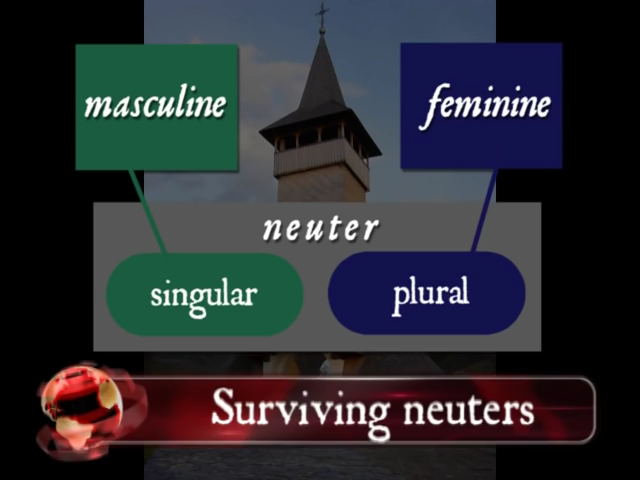 masculine
feminine
neuter
singular
plural
Surviving neuters